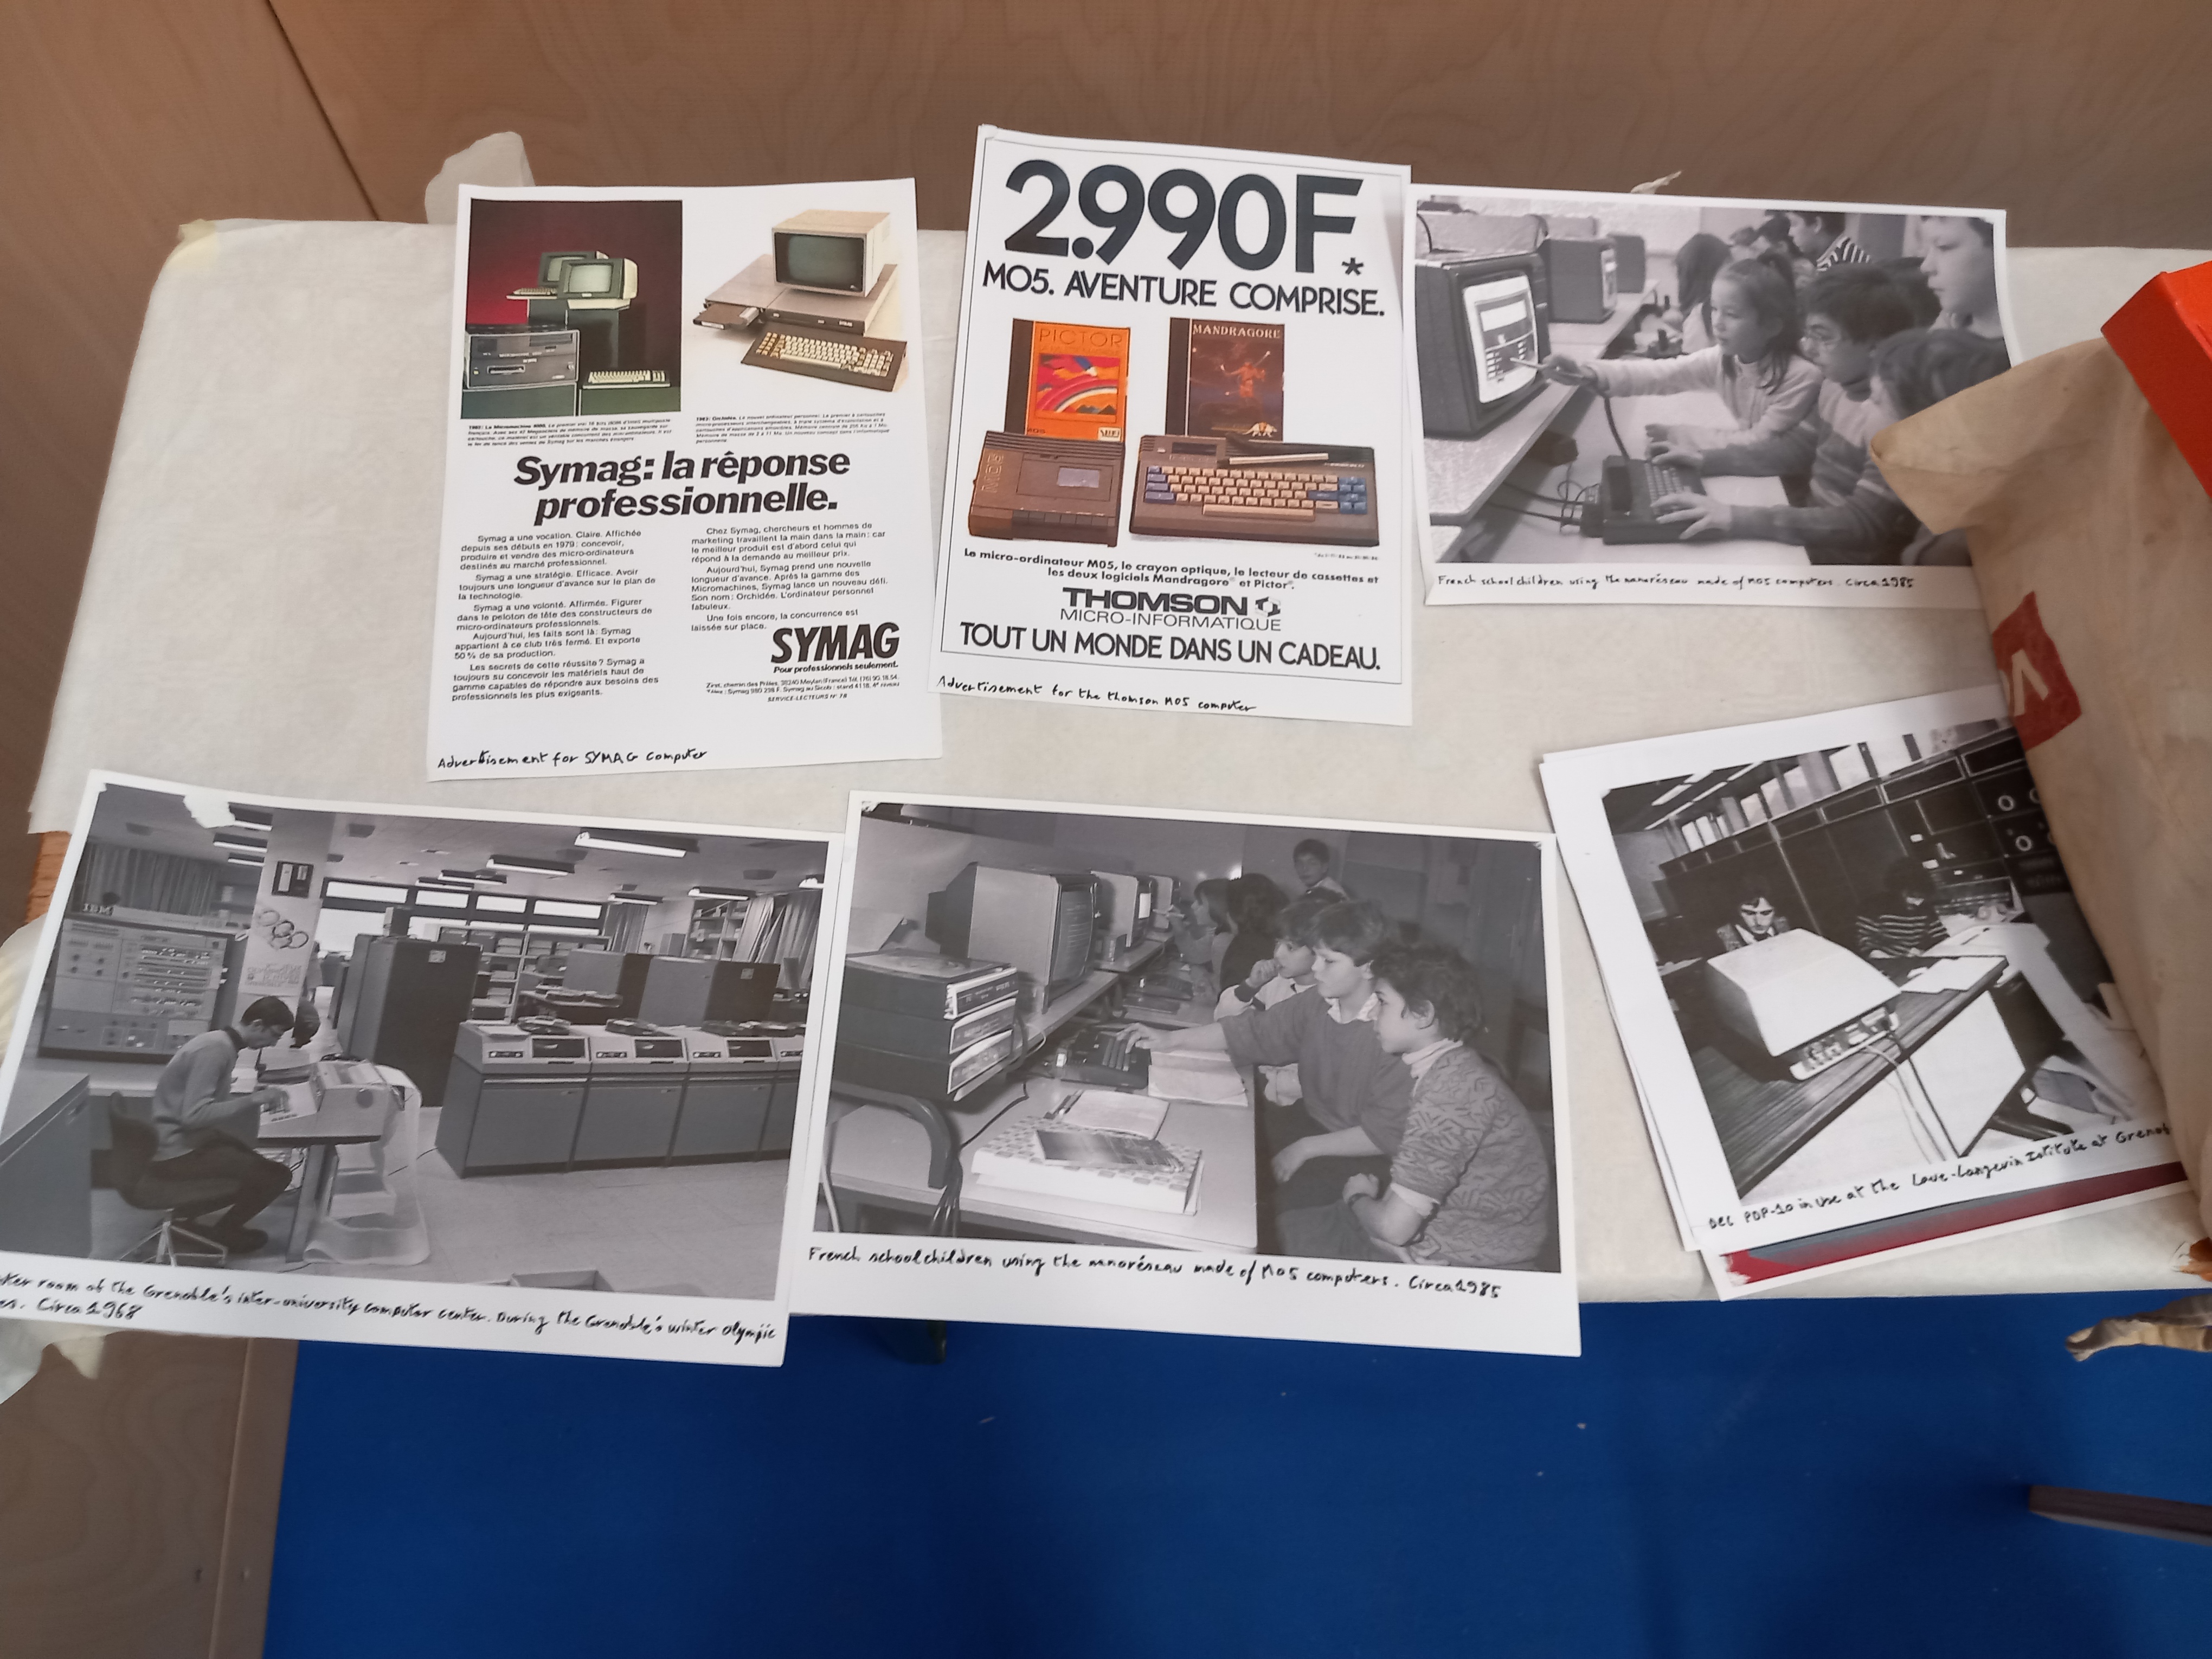 Symag: la réponse
professionnelle.
Symag a une vocation. Claire. Affichée
depuis ses débuts en 1979: concevoir,
produire et vendre des micro-ordinateurs
destinés au marché professionnel.
Symag a une stratégie. Efficace. Avoir
toujours une longueur d'avance sur le plan de
la technologie.
Symag a une volonté. Affirmée. Figurer
dans le peloton de tête des constructeurs de
micro-ordinateurs professionnels.
Aujourd'hui, les faits sont là: Symag
appartient à ce club très fermé. Et exporte
50 % de sa production.
Les secrets de cette réussite? Symag a
toujours su concevoir les matériels haut de
gamme capables de répondre aux besoins des
professionnels les plus exigeants.
Chez Symag, chercheurs et hommes de
marketing travaillent la main dans la main: car
le meilleur produit est d'abord celui qui
répond à la demande au meilleur prix.
Aujourd'hui, Symag prend une nouvelle
longueur d'avance. Après la gamme des
Micromachines, Symag lance un nouveau défi.
Son nom: Orchidée. L'ordinateur personnel
fabuleux.
Une fois encore, la concurrence est
laissée sur place.
SYMAG
Pour professionnels seulement.
SERVICE-LECTEURS N° 78
Advertisement for SYMAG computer
2.990F*
MO5. AVENTURE COMPRISE.
PICTOR
MANDRAGORE
MO5
Le micro-ordinateur MO5, le crayon optique, le lecteur de cassettes et
les deux logiciels Mandragore® et Pictor®.
THOMSON
MICRO-INFORMATIQUE
TOUT UN MONDE DANS UN CADEAU.
Advertisement for the thomson MO5 computer
French schoolchildren using the nanoréseau made of MO5 computers. Circa 1985
IBM
room of the Grenoble's inter-university computer center. During the Grenoble's winter Olympic
Circa 1968
French schoolchildren using the nanoréseau made of MO5 computers. Circa 1985
DEC PDP-10 in use at the Laue-Langevin Istitute at Grenob